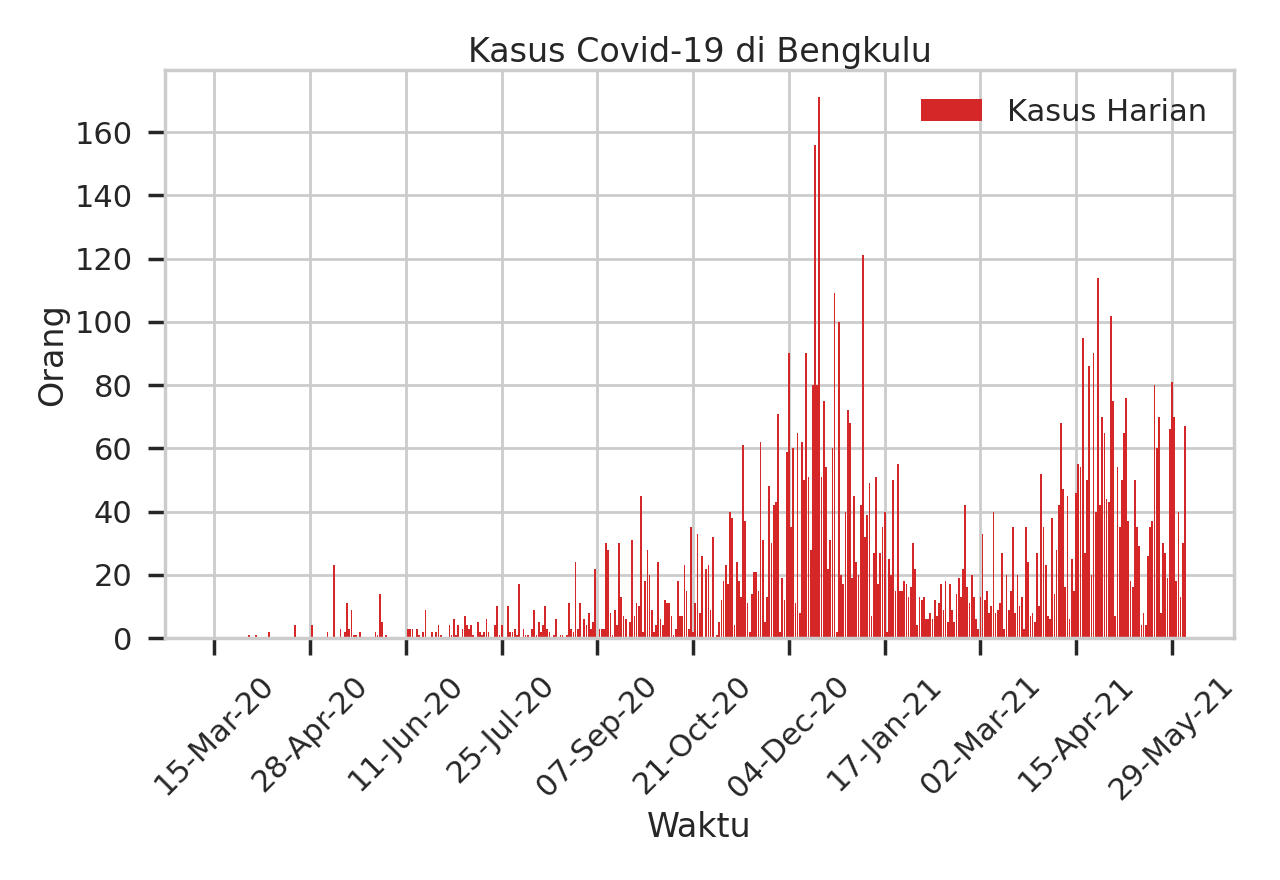 Kasus Covid-19 di Bengkulu
Kasus Harian
160
140
120
100
80
60
40
20
0
Orang
15-Mar-20
28-Apr-20
11-Jun-20
25-Jul-20
07-Sep-20
21-Oct-20
04-Dec-20
17-Jan-21
02-Mar-21
15-Apr-21
29-May-21
Waktu